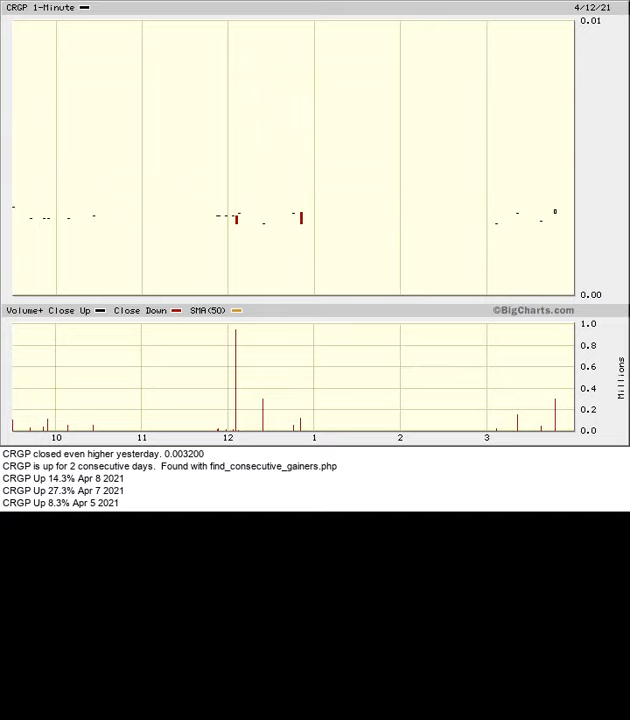 CRGP 1-Minute 4/12/21
0.01
0.00
Volume+ Close Up Close Down SMA(50) ©BigCharts.com
1.0
0.8
0.6
0.4
0.2
0.0
Millions
10 11 12 1 2 3
CRGP closed even higher yesterday. 0.003200
CRGP is up for 2 consecutive days. Found with find_consecutive_gainers.php
CRGP Up 14.3% Apr 8 2021
CRGP Up 27.3% Apr 7 2021
CRGP Up 8.3% Apr 5 2021